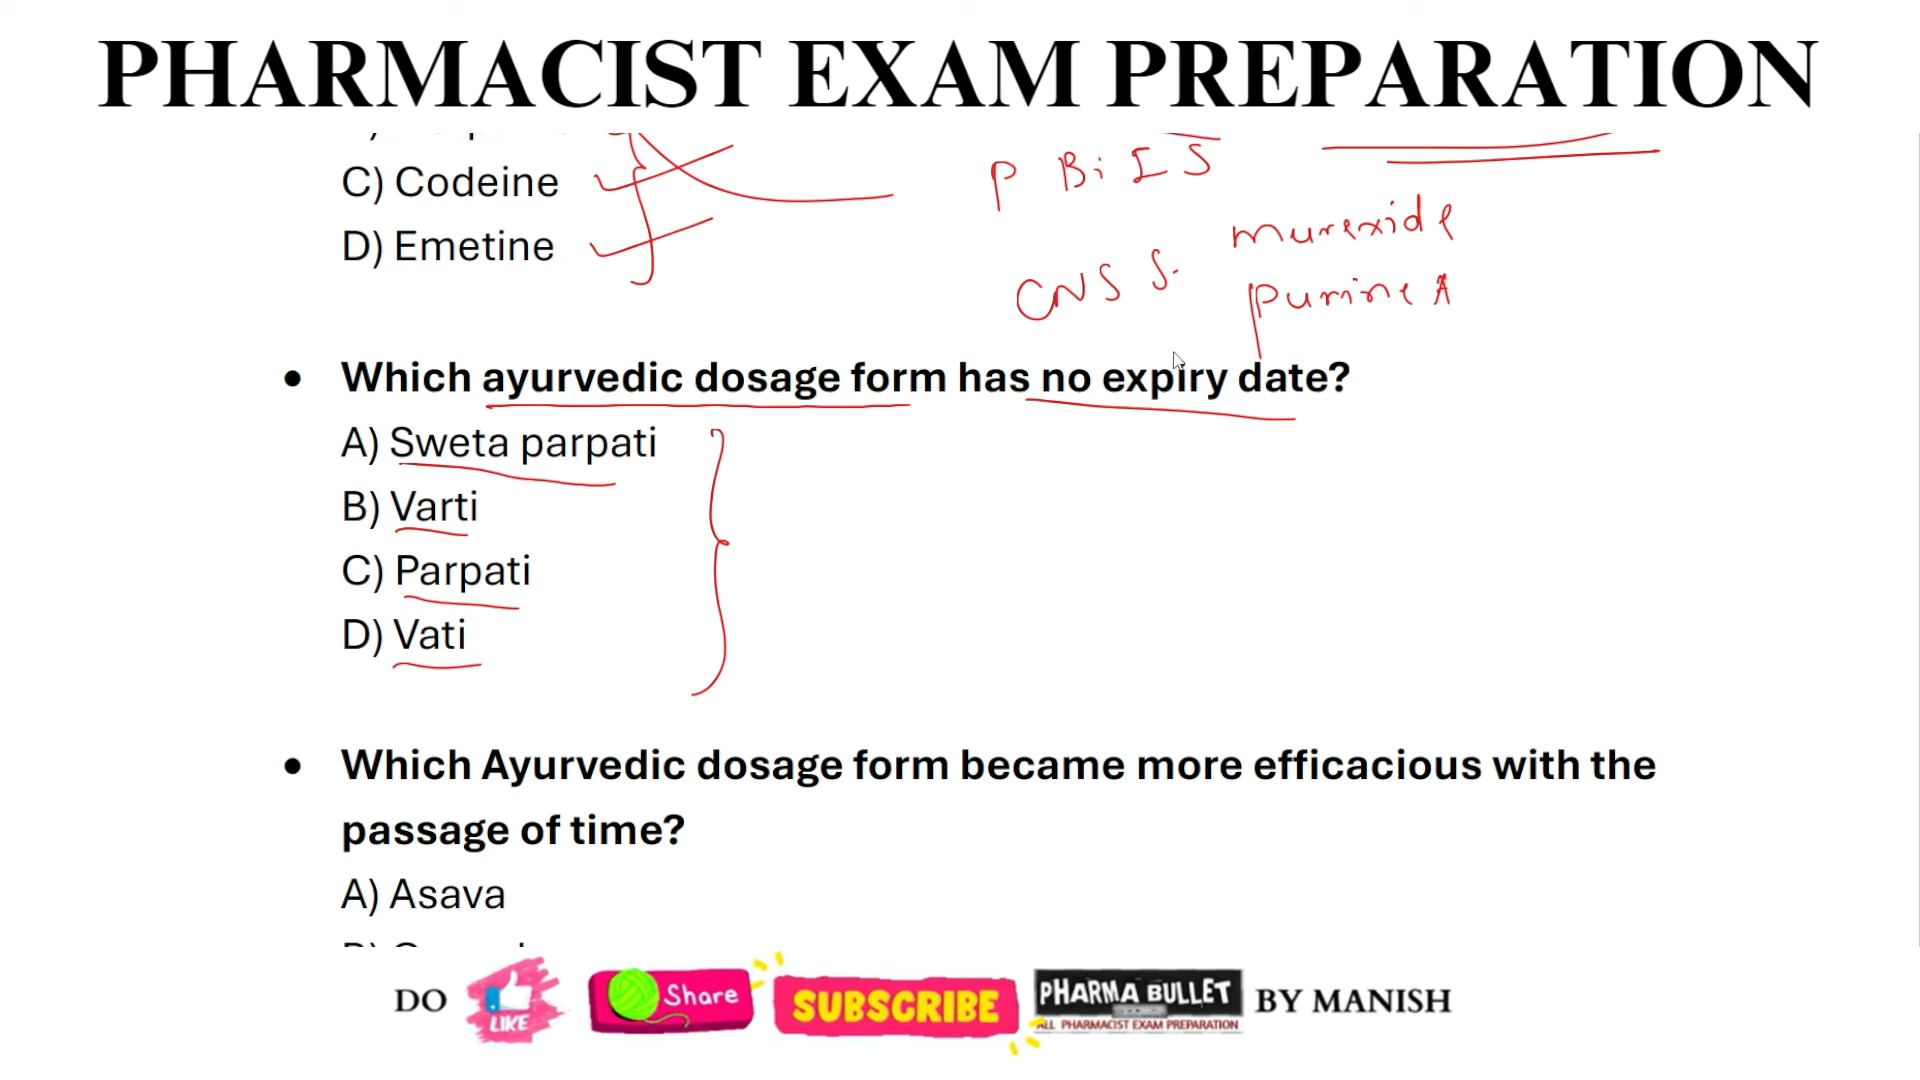 PHARMACIST EXAM PREPARATION
C) Codeine
D) Emetine
P Bi I S
murexide
CNS S.
purine A
• Which ayurvedic dosage form has no expiry date?
A) Sweta parpati
B) Varti
C) Parpati
D) Vati
• Which Ayurvedic dosage form became more efficacious with the
passage of time?
A) Asava
DO LIKE Share SUBSCRIBE PHARMA BULLET BY MANISH
ALL PHARMACIST EXAM PREPARATION